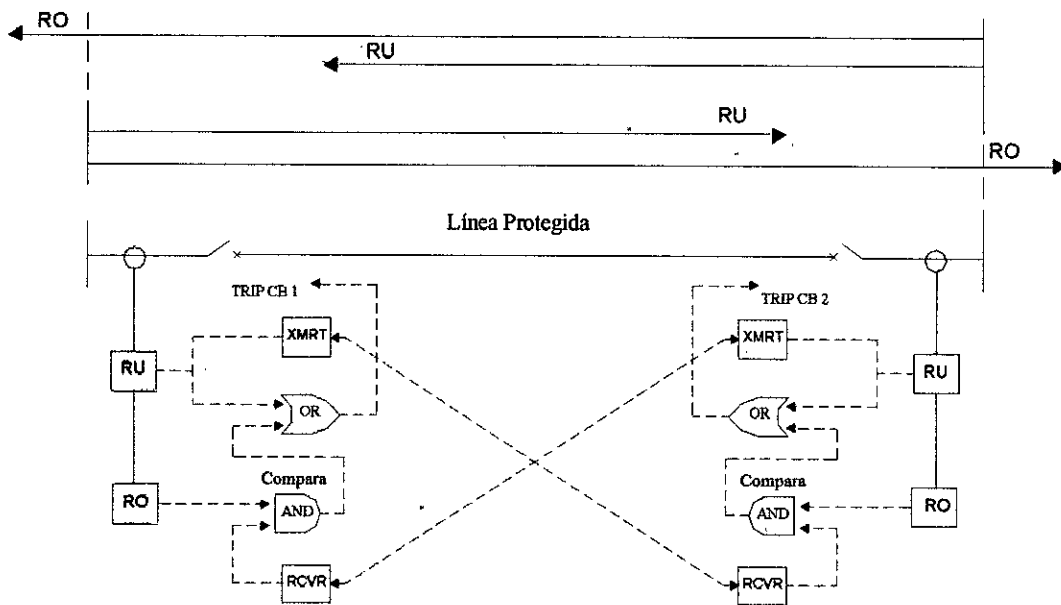 RO
RU
RU
RO
Línea Protegida
TRIP CB 1
TRIP CB 2
XMRT
XMRT
RU
RU
OR
OR
Compara
Compara
RO
AND
AND
RO
RCVR
RCVR